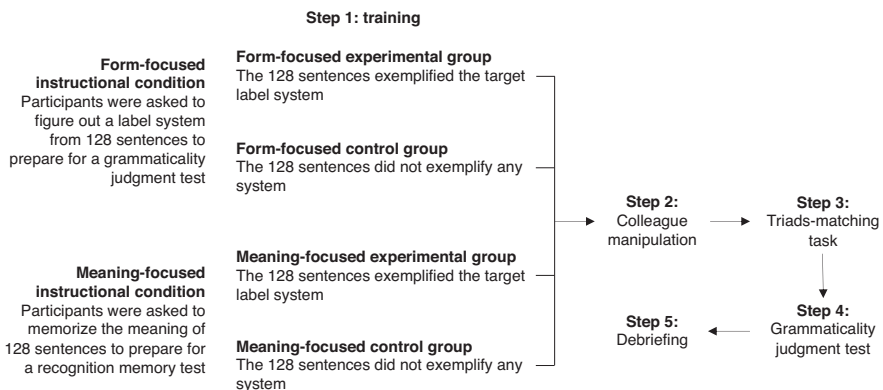 Step 1: training
Form-focused
instructional condition
Participants were asked to
figure out a label system
from 128 sentences to
prepare for a grammaticality
judgment test
Form-focused experimental group
The 128 sentences exemplified the target
label system
Form-focused control group
The 128 sentences did not exemplify any
system
Meaning-focused
instructional condition
Participants were asked to
memorize the meaning of
128 sentences to prepare for
a recognition memory test
Meaning-focused experimental group
The 128 sentences exemplified the target
label system
Meaning-focused control group
The 128 sentences did not exemplify any
system
Step 2:
Colleague
manipulation
Step 3:
Triads-matching
task
Step 4:
Grammaticality
judgment test
Step 5:
Debriefing